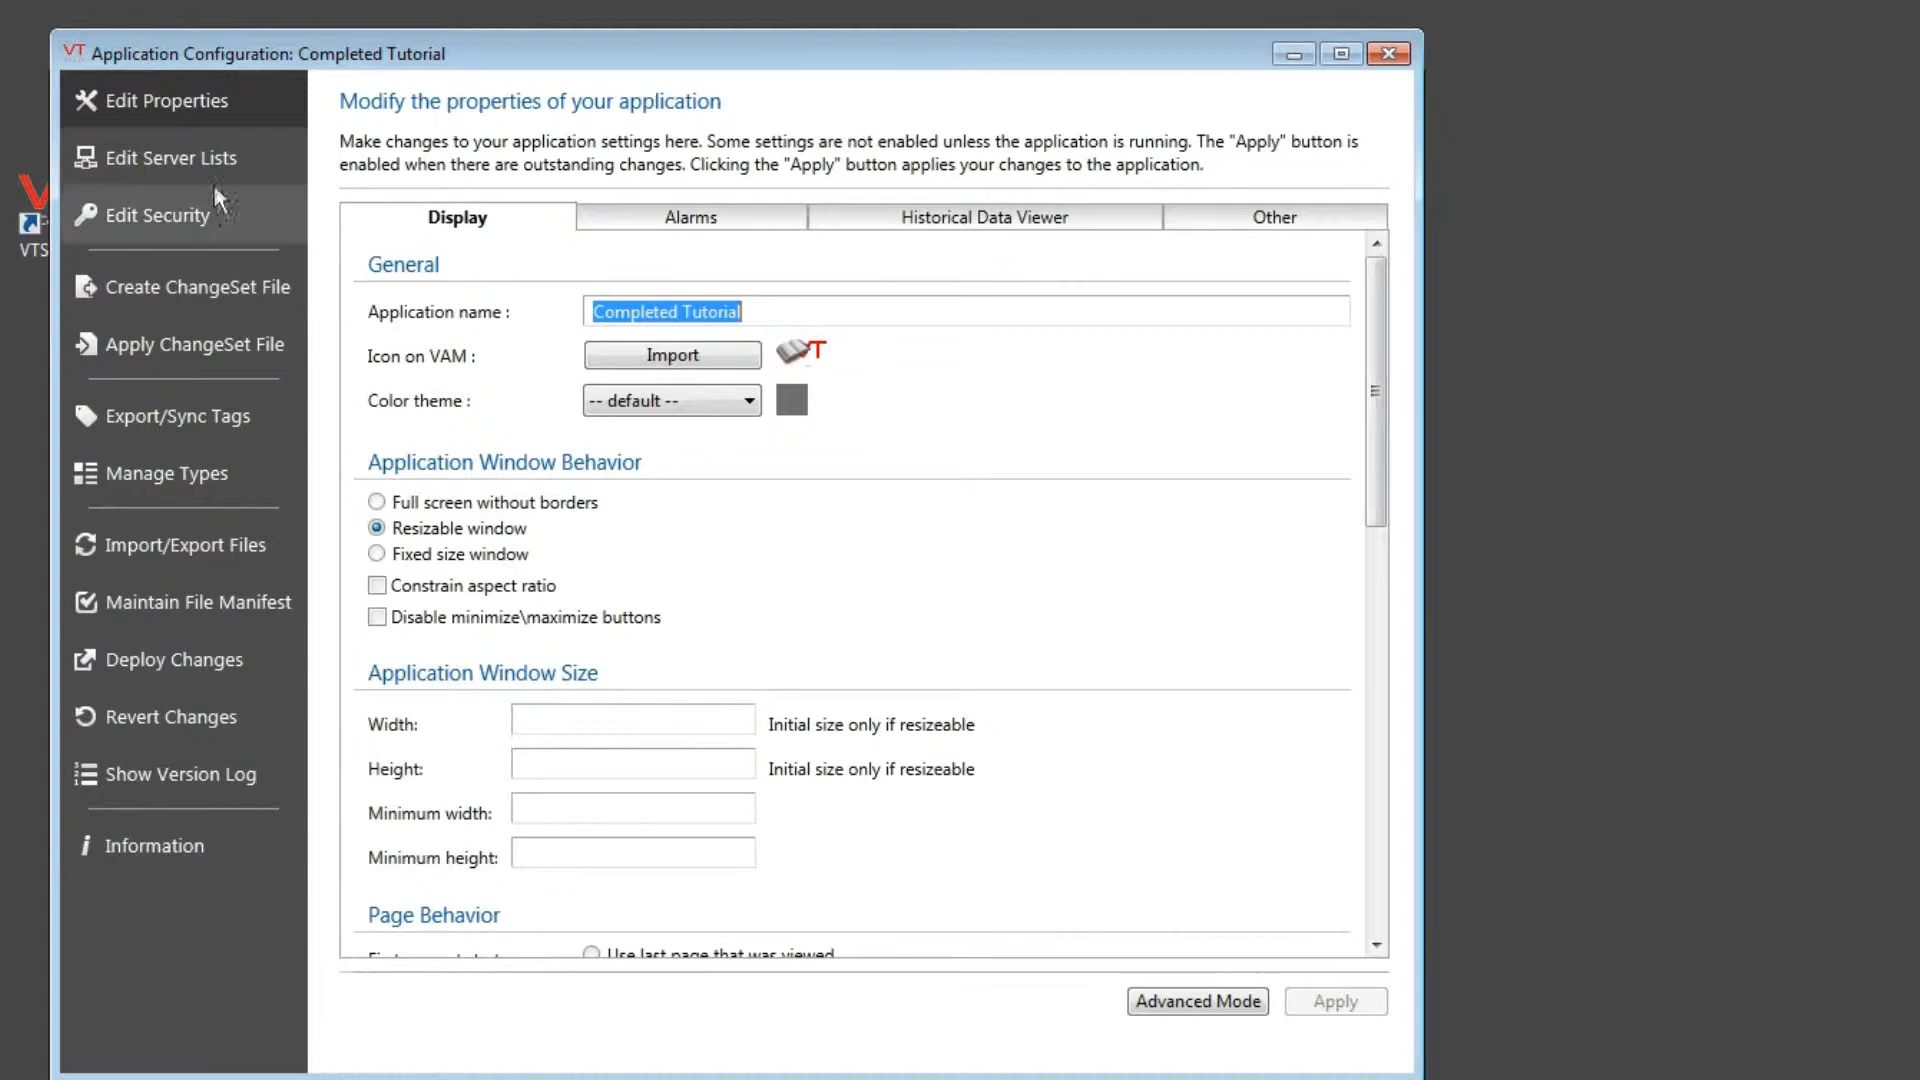 VT Application Configuration: Completed Tutorial
Edit Properties
Edit Server Lists
Edit Security
Create ChangeSet File
Apply ChangeSet File
Export/Sync Tags
Manage Types
Import/Export Files
Maintain File Manifest
Deploy Changes
Revert Changes
Show Version Log
Information
VTS
Modify the properties of your application
Make changes to your application settings here. Some settings are not enabled unless the application is running. The "Apply" button is
enabled when there are outstanding changes. Clicking the "Apply" button applies your changes to the application.
Display Alarms Historical Data Viewer Other
General
Application name : Completed Tutorial
Icon on VAM : Import
Color theme : -- default --
Application Window Behavior
Full screen without borders
Resizable window
Fixed size window
Constrain aspect ratio
Disable minimize\maximize buttons
Application Window Size
Width: Initial size only if resizeable
Height: Initial size only if resizeable
Minimum width:
Minimum height:
Page Behavior
Use last page that was viewed
Advanced Mode Apply